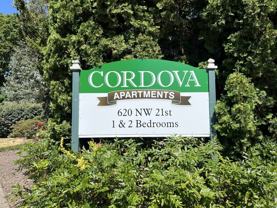 CORDOVA
APARTMENTS
620 NW 21st
1 & 2 Bedrooms